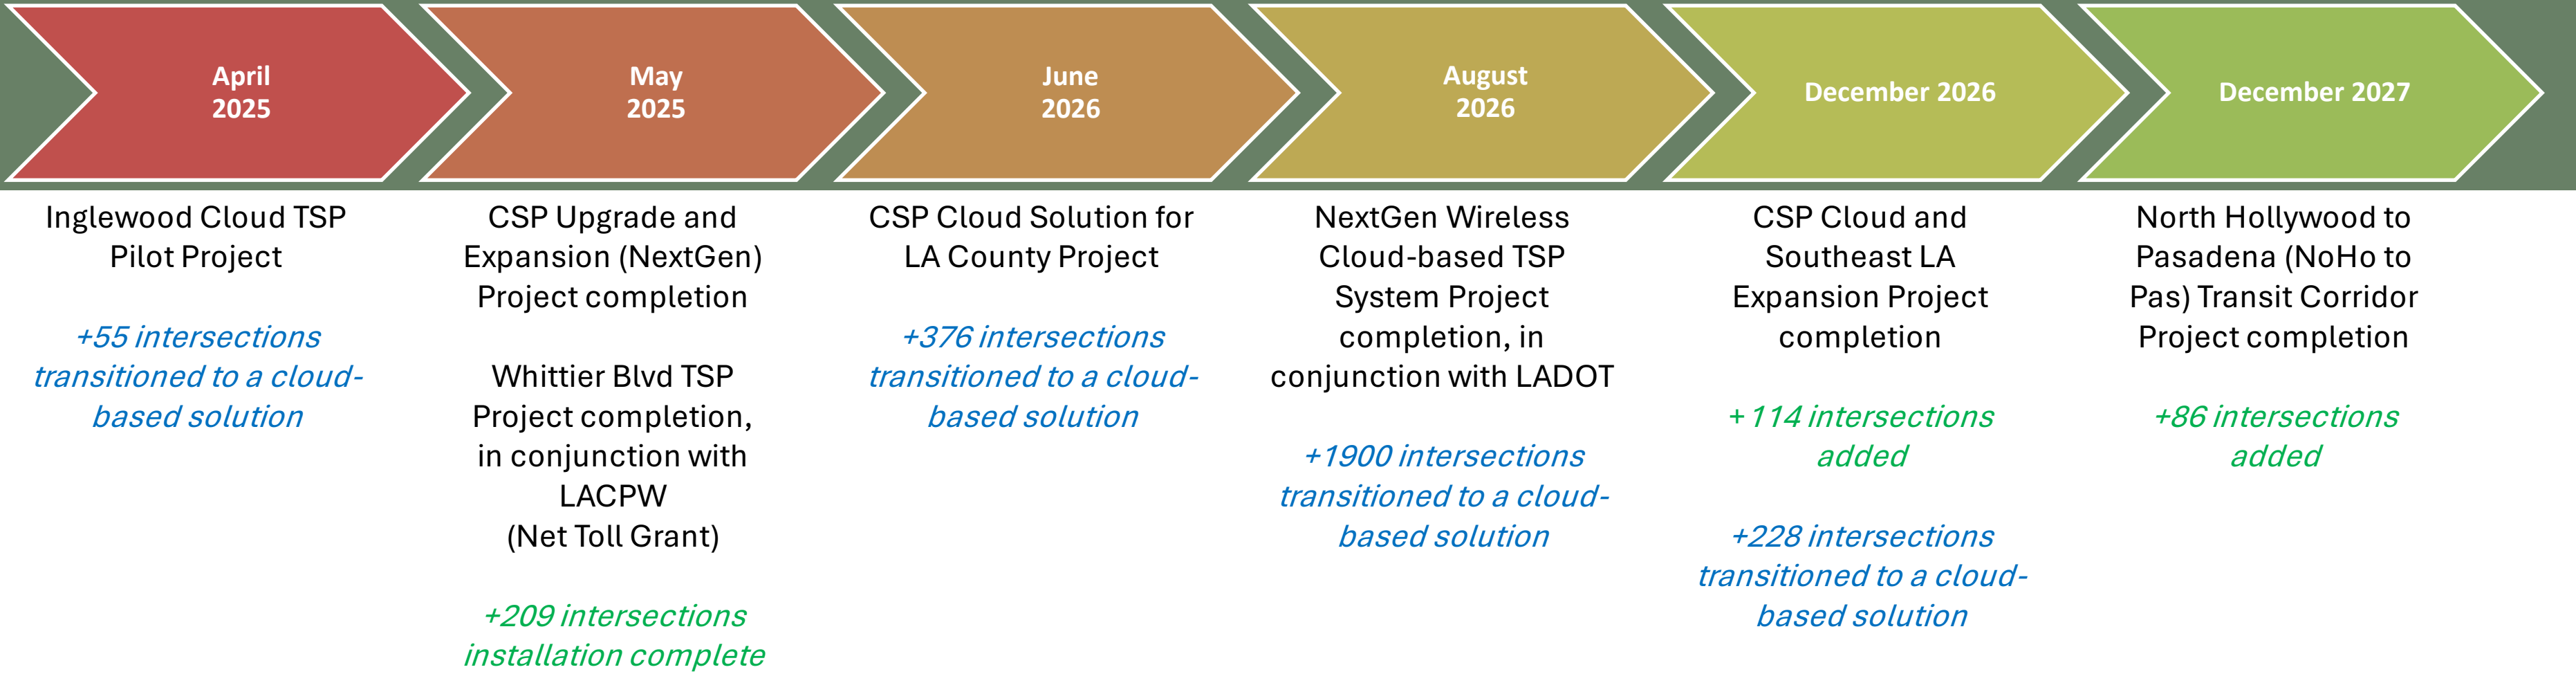 April
2025
May
2025
June
2026
August
2026
December 2026
December 2027
Inglewood Cloud TSP
Pilot Project
+55 intersections
transitioned to a cloud-
based solution
CSP Upgrade and
Expansion (NextGen)
Project completion
Whittier Blvd TSP
Project completion,
in conjunction with
LACPW
(Net Toll Grant)
+209 intersections
installation complete
CSP Cloud Solution for
LA County Project
+376 intersections
transitioned to a cloud-
based solution
NextGen Wireless
Cloud-based TSP
System Project
completion, in
conjunction with LADOT
+1900 intersections
transitioned to a cloud-
based solution
CSP Cloud and
Southeast LA
Expansion Project
completion
+ 114 intersections
added
+228 intersections
transitioned to a cloud-
based solution
North Hollywood to
Pasadena (NoHo to
Pas) Transit Corridor
Project completion
+86 intersections
added